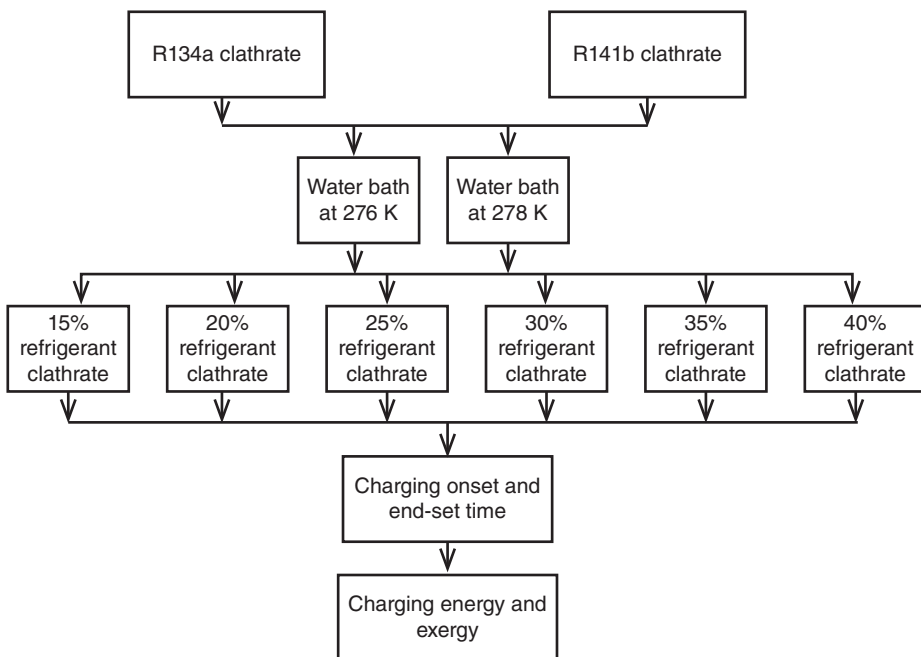 R134a clathrate
R141b clathrate
Water bath
at 276 K
Water bath
at 278 K
15%
refrigerant
clathrate
20%
refrigerant
clathrate
25%
refrigerant
clathrate
30%
refrigerant
clathrate
35%
refrigerant
clathrate
40%
refrigerant
clathrate
Charging onset and
end-set time
Charging energy and
exergy